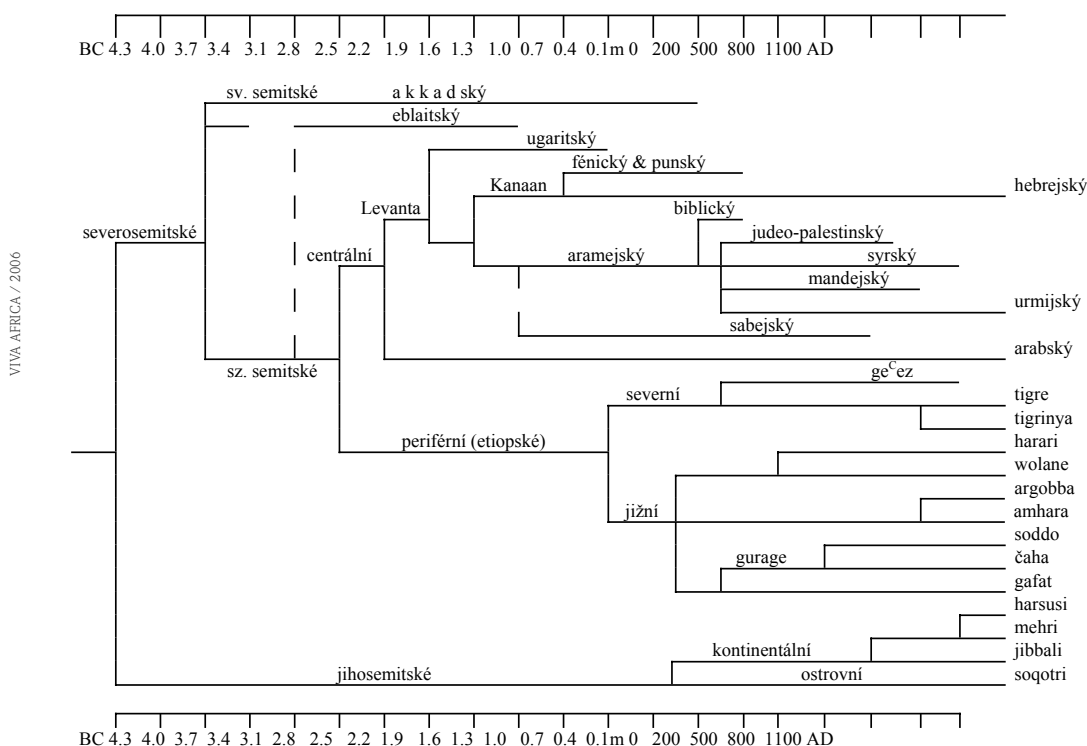 BC 4.3 4.0 3.7 3.4 3.1 2.8 2.5 2.2 1.9 1.6 1.3 1.0 0.7 0.4 0.1m 0 200 500 800 1100 AD
sv. semitské a k k a d ský
eblaitský
ugaritský
fénický & punský
Kanaan hebrejský
Levanta biblický
severosemitské judeo-palestinský
centrální aramejský syrský
mandejský
urmijský
sabejský
arabský
sz. semitské geᶜez
severní tigre
tigrinya
periférní (etiopské) harari
wolane
argobba
jižní amhara
soddo
gurage čaha
gafat
harsusi
mehri
kontinentální jibbali
jihosemitské ostrovní soqotri
BC 4.3 4.0 3.7 3.4 3.1 2.8 2.5 2.2 1.9 1.6 1.3 1.0 0.7 0.4 0.1m 0 200 500 800 1100 AD
VIVA AFRICA / 2006